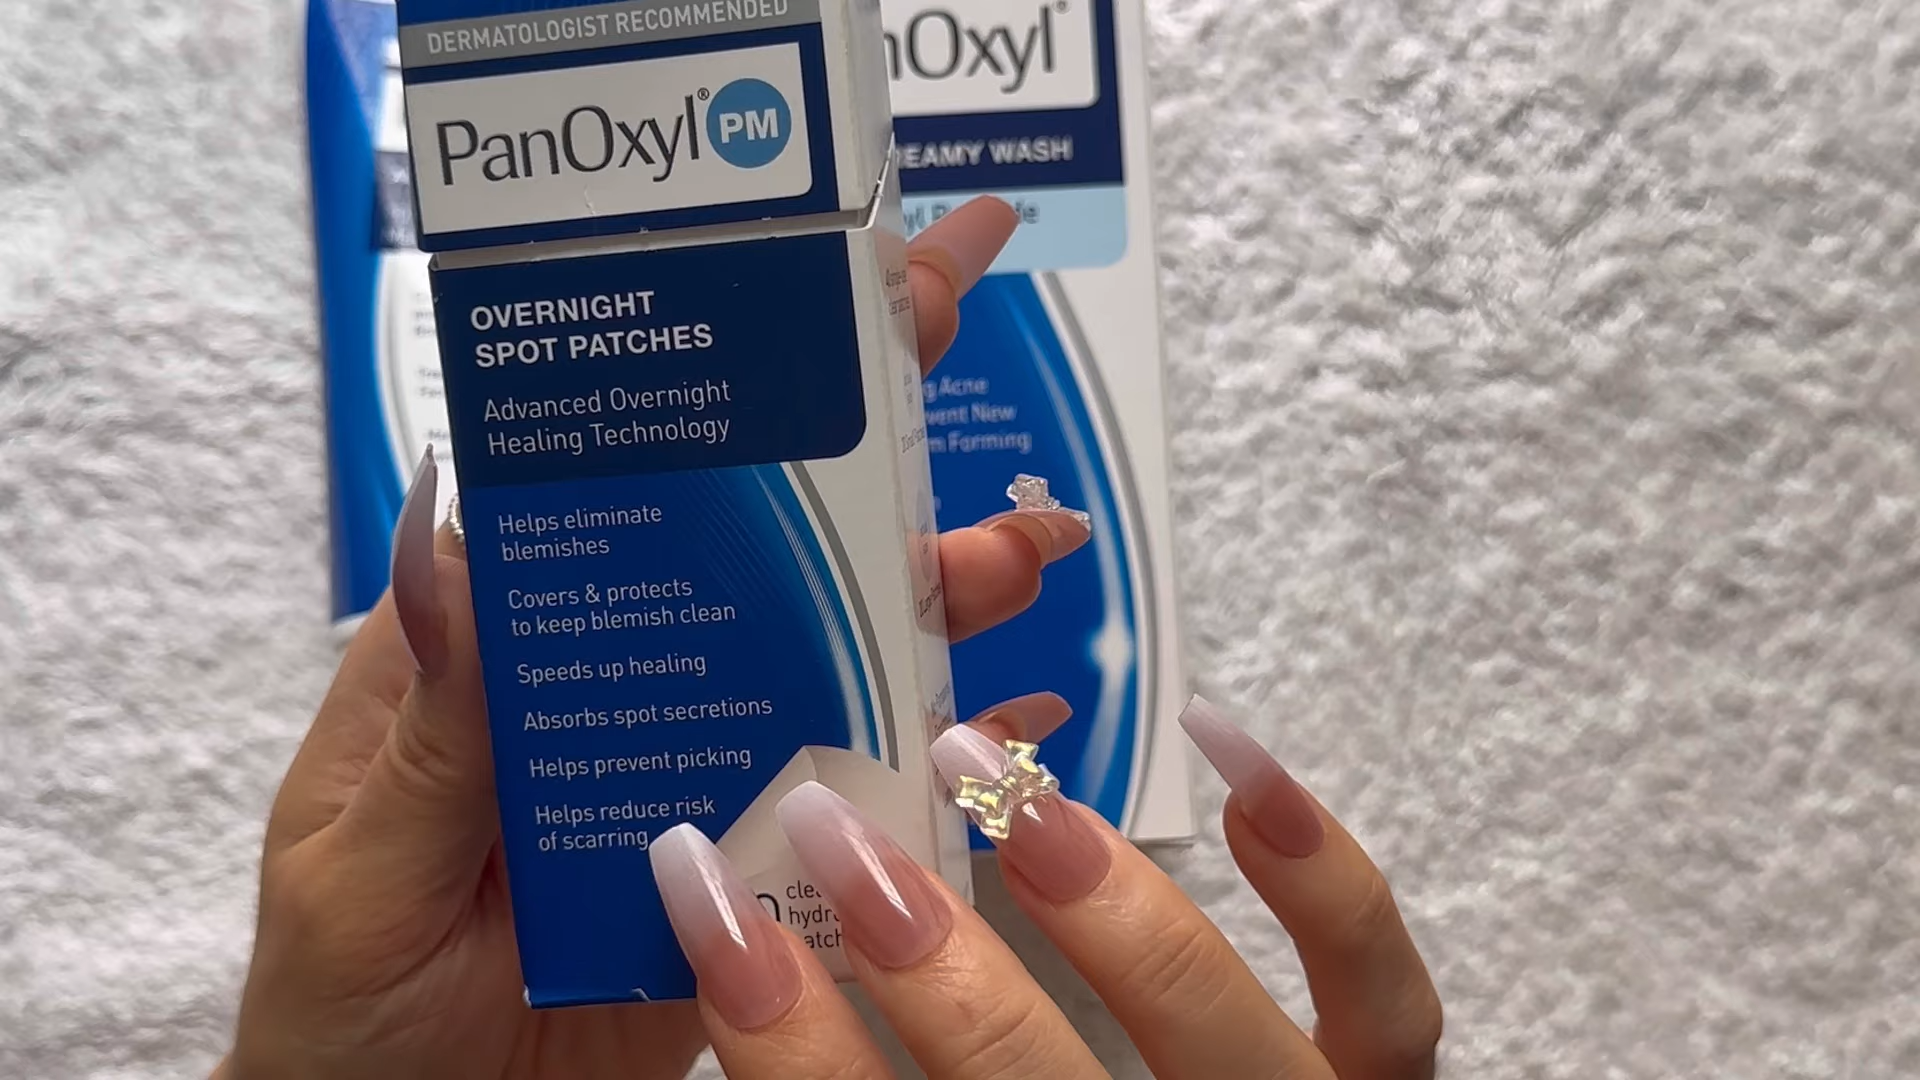 DERMATOLOGIST RECOMMENDED
PanOxyl® PM
OVERNIGHT
SPOT PATCHES
Advanced Overnight
Healing Technology
Helps eliminate
blemishes
Covers & protects
to keep blemish clean
Speeds up healing
Absorbs spot secretions
Helps prevent picking
Helps reduce risk
of scarring
nOxyl®
REAMY WASH
g Acne
vent New
m Forming